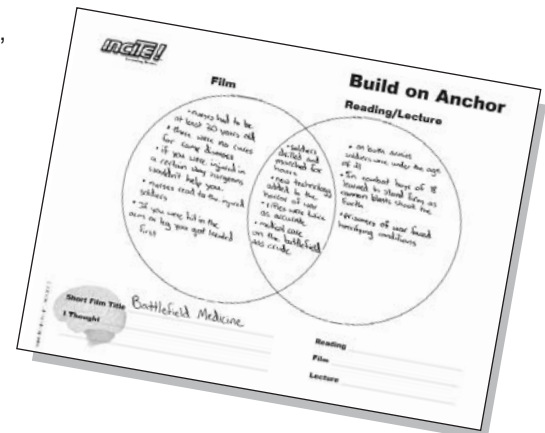 INCITE!
Build on Anchor
Film
Reading/Lecture
• nurses had to be
at least 30 years old
• there were no cures
for camp diseases
• if you were injured in
a certain way surgeons
wouldn't help you.
• nurses read to the injured
soldiers
• If you were hit in the
arm or leg you got treated
first
• soldiers
drilled and
marched for
hours
• new technology
added to the
horror of war
• rifles were twice
as accurate
• medical care
on the battlefield
was crude
• in both armies
soldiers were under the age
of 21
• In combat boys of 18
learned to stand firm as
cannon blasts shook the
Earth
• prisoners of war faced
horrifying conditions
Short Film Title Battlefield Medicine
I Thought
Reading
Film
Lecture